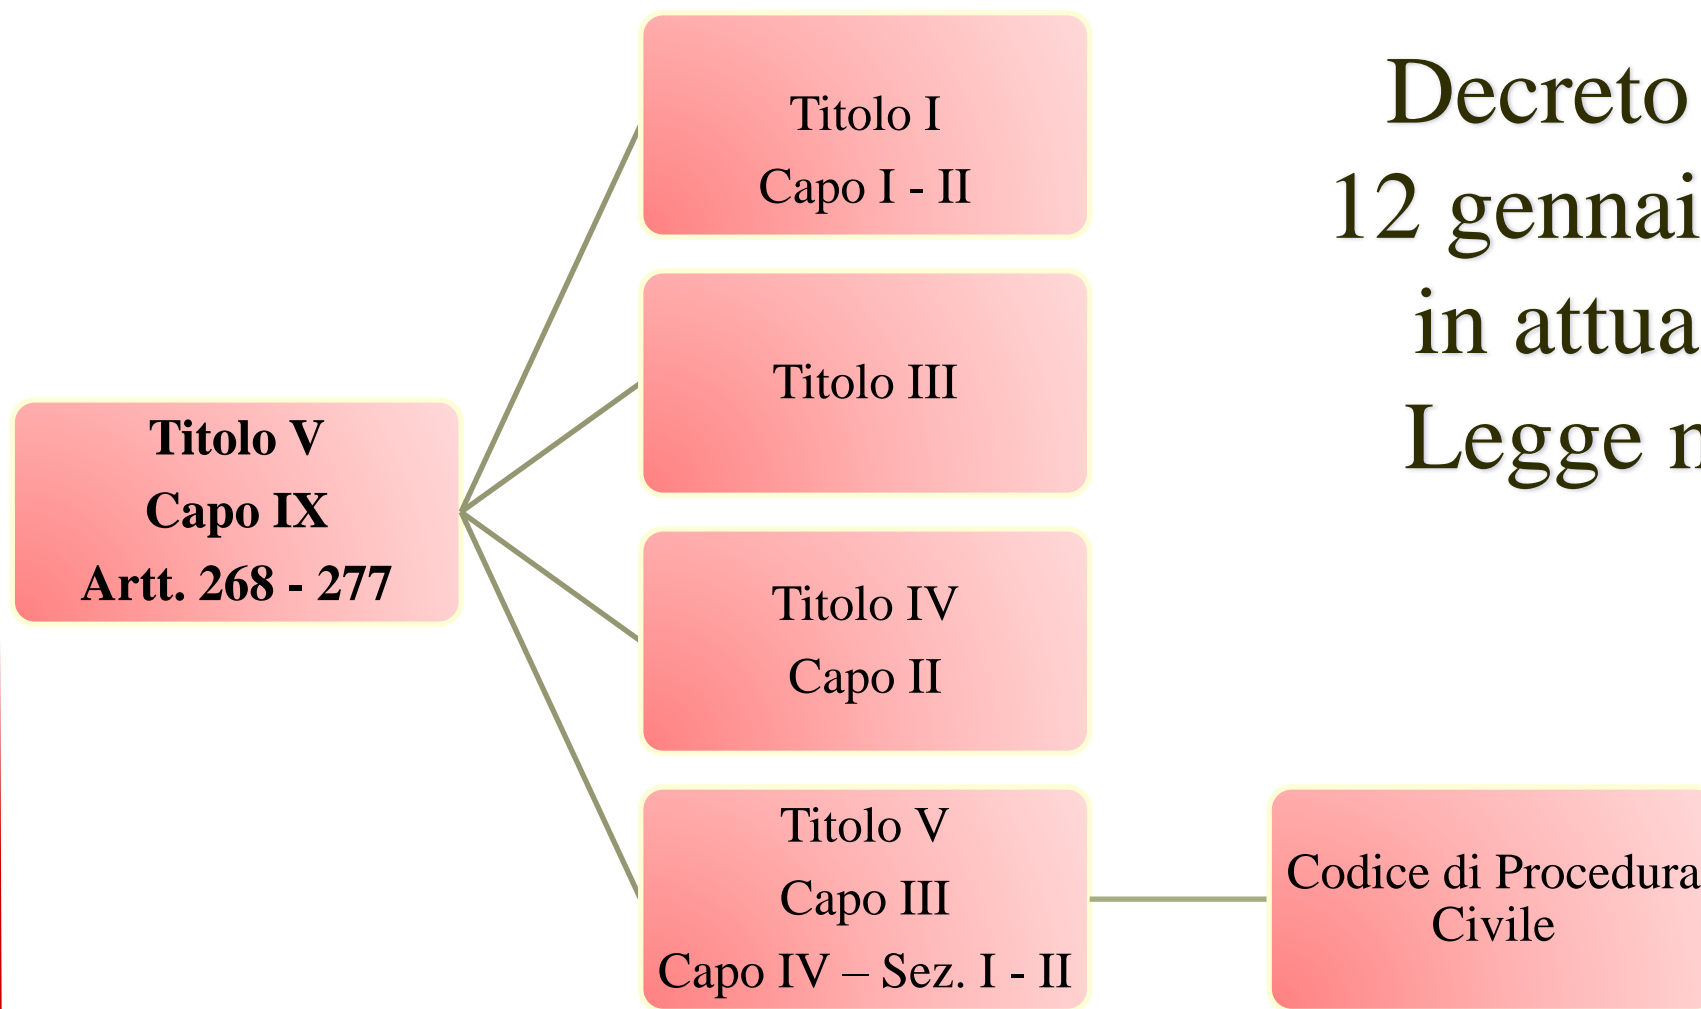 Titolo I
Capo I - II
Titolo III
Titolo V
Capo IX
Artt. 268 - 277
Titolo IV
Capo II
Titolo V
Capo III
Capo IV – Sez. I - II
Codice di Procedura
Civile
Decreto
12 gennai
in attua
Legge n